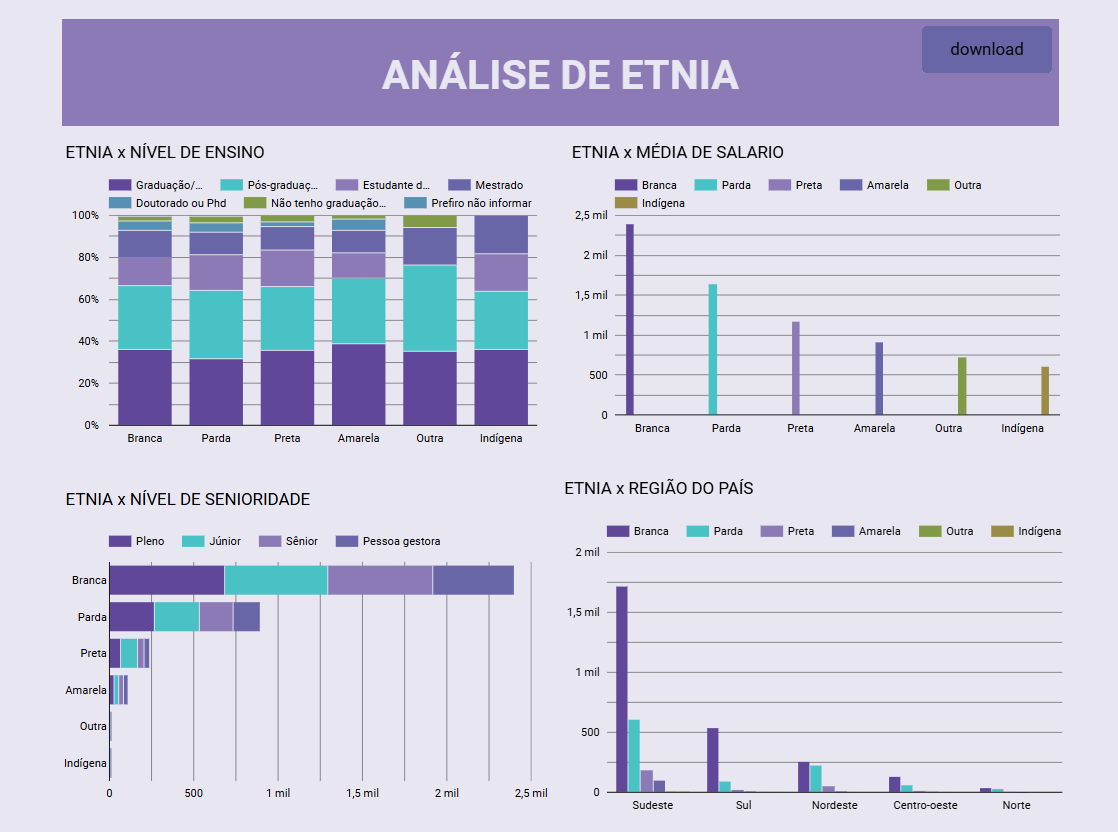 ANÁLISE DE ETNIA
download
ETNIA x NÍVEL DE ENSINO
Graduação/... Pós-graduaç... Estudante d... Mestrado
Doutorado ou Phd Não tenho graduação... Prefiro não informar
100%
80%
60%
40%
20%
0%
Branca Parda Preta Amarela Outra Indígena
ETNIA x MÉDIA DE SALARIO
Branca Parda Preta Amarela Outra
Indígena
2,5 mil
2 mil
1,5 mil
1 mil
500
0
Branca Parda Preta Amarela Outra Indígena
ETNIA x NÍVEL DE SENIORIDADE
Pleno Júnior Sênior Pessoa gestora
Branca
Parda
Preta
Amarela
Outra
Indígena
0 500 1 mil 1,5 mil 2 mil 2,5 mil
ETNIA x REGIÃO DO PAÍS
Branca Parda Preta Amarela Outra Indígena
2 mil
1,5 mil
1 mil
500
0
Sudeste Sul Nordeste Centro-oeste Norte